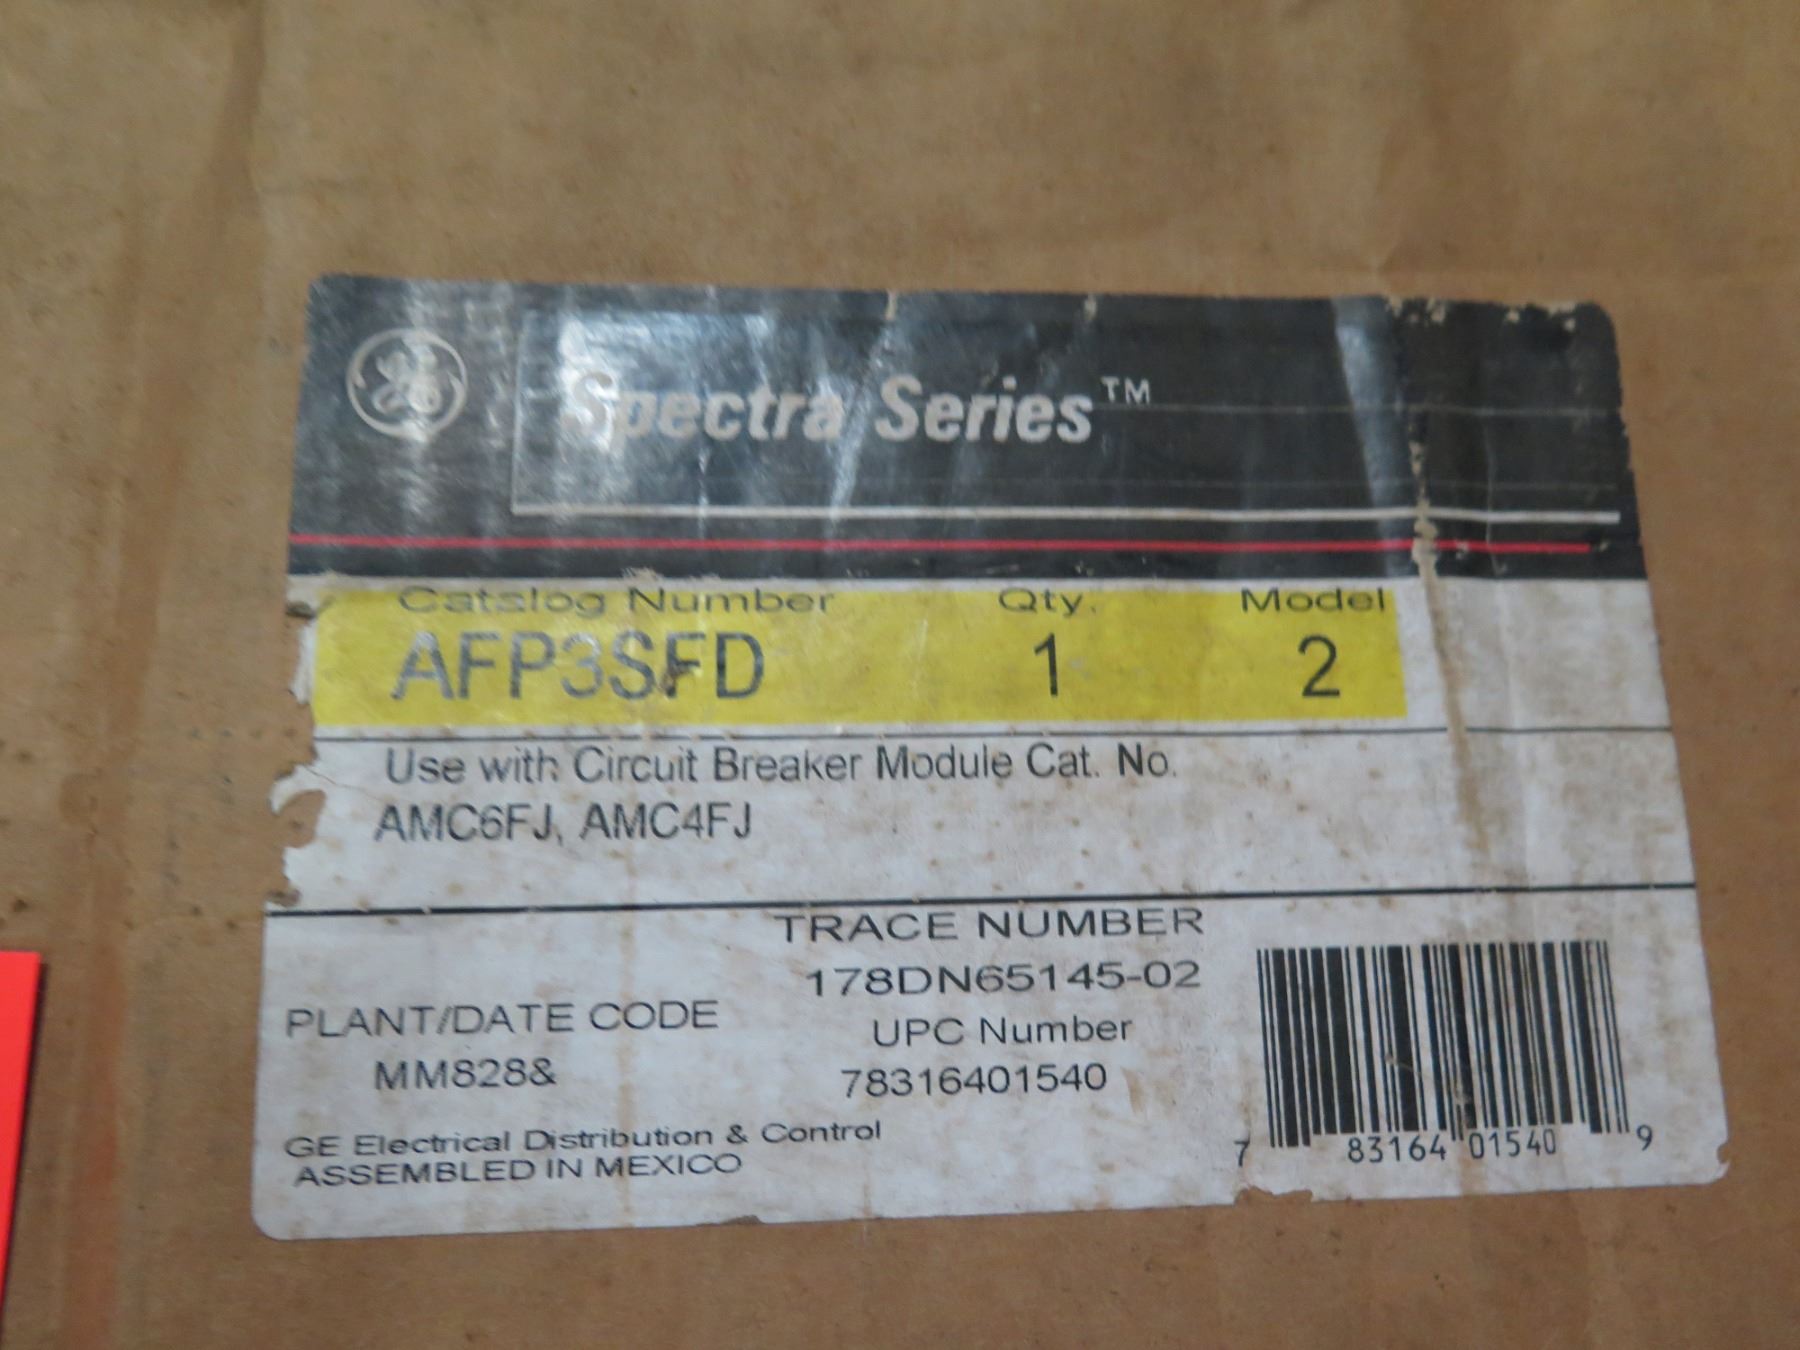 GE
Spectra Series™
Catalog Number Qty. Model
AFP3SFD 1 2
Use with Circuit Breaker Module Cat. No.
AMC6FJ, AMC4FJ
TRACE NUMBER
178DN65145-02
PLANT/DATE CODE
UPC Number
MM828&
78316401540
GE Electrical Distribution & Control
ASSEMBLED IN MEXICO
7 83164 01540 9